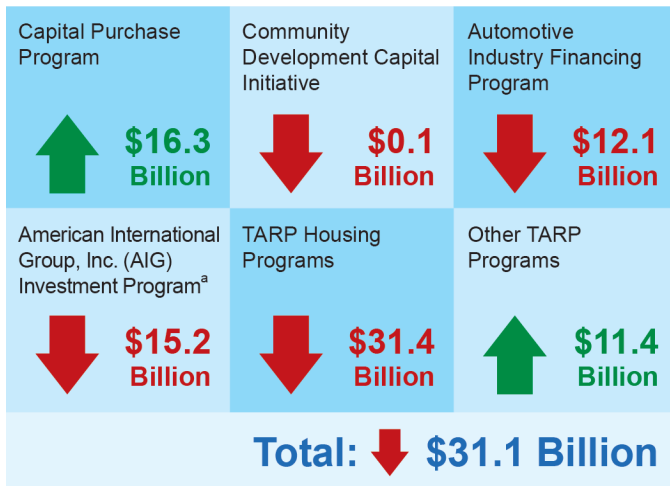 Capital Purchase
Program
$16.3
Billion
Community
Development Capital
Initiative
$0.1
Billion
Automotive
Industry Financing
Program
$12.1
Billion
American International
Group, Inc. (AIG)
Investment Programᵃ
$15.2
Billion
TARP Housing
Programs
$31.4
Billion
Other TARP
Programs
$11.4
Billion
Total: $31.1 Billion